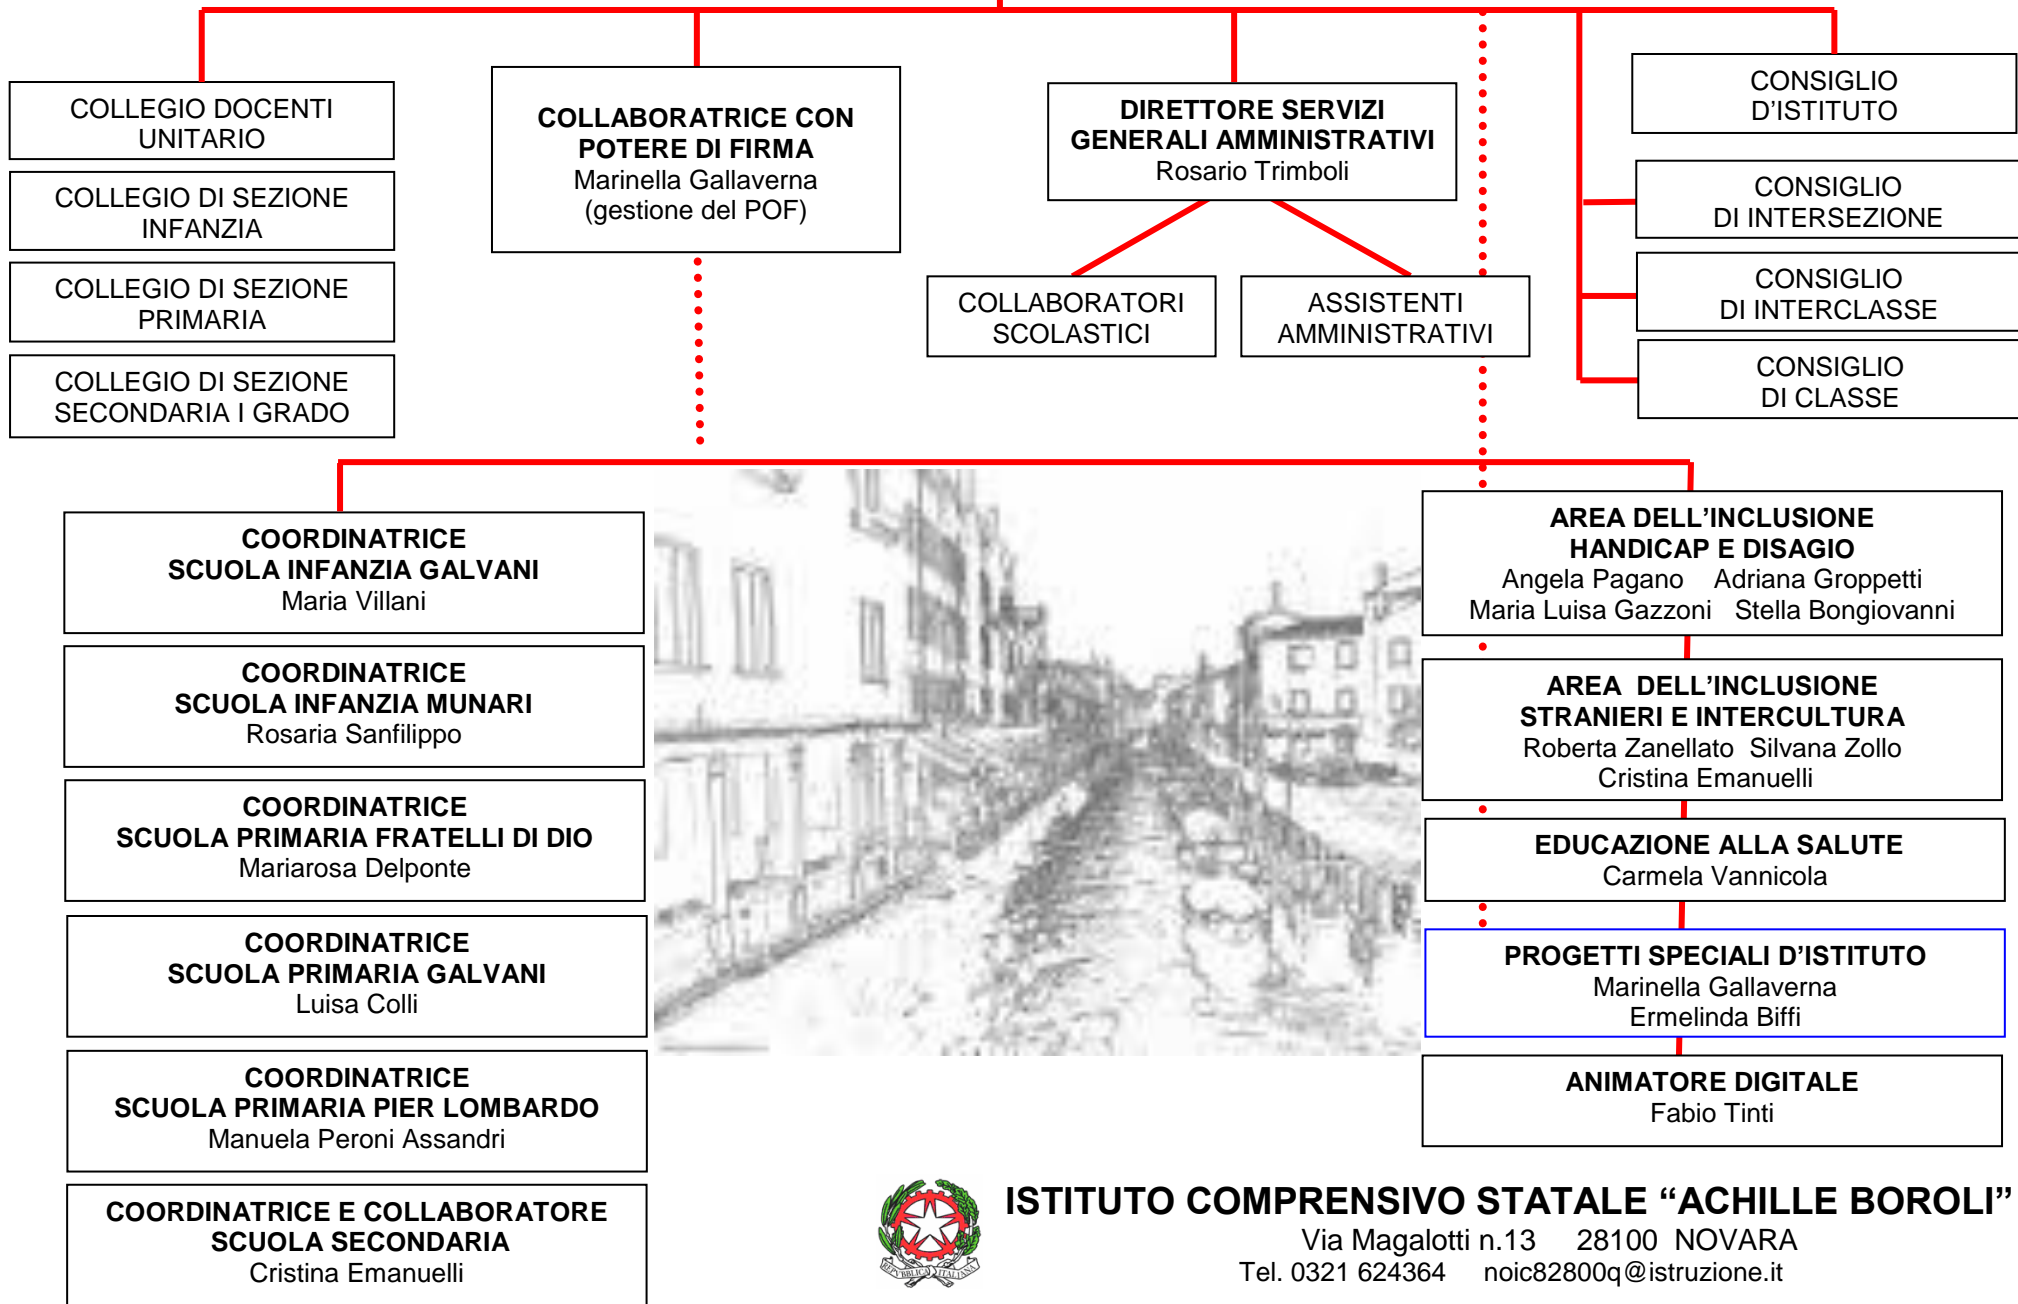 COLLEGIO DOCENTI
UNITARIO
COLLEGIO DI SEZIONE
INFANZIA
COLLEGIO DI SEZIONE
PRIMARIA
COLLEGIO DI SEZIONE
SECONDARIA I GRADO
COLLABORATRICE CON
POTERE DI FIRMA
Marinella Gallaverna
(gestione del POF)
DIRETTORE SERVIZI
GENERALI AMMINISTRATIVI
Rosario Trimboli
COLLABORATORI
SCOLASTICI
ASSISTENTI
AMMINISTRATIVI
CONSIGLIO
D’ISTITUTO
CONSIGLIO
DI INTERSEZIONE
CONSIGLIO
DI INTERCLASSE
CONSIGLIO
DI CLASSE
COORDINATRICE
SCUOLA INFANZIA GALVANI
Maria Villani
COORDINATRICE
SCUOLA INFANZIA MUNARI
Rosaria Sanfilippo
COORDINATRICE
SCUOLA PRIMARIA FRATELLI DI DIO
Mariarosa Delponte
COORDINATRICE
SCUOLA PRIMARIA GALVANI
Luisa Colli
COORDINATRICE
SCUOLA PRIMARIA PIER LOMBARDO
Manuela Peroni Assandri
COORDINATRICE E COLLABORATORE
SCUOLA SECONDARIA
Cristina Emanuelli
AREA DELL’INCLUSIONE
HANDICAP E DISAGIO
Angela Pagano Adriana Groppetti
Maria Luisa Gazzoni Stella Bongiovanni
AREA DELL’INCLUSIONE
STRANIERI E INTERCULTURA
Roberta Zanellato Silvana Zollo
Cristina Emanuelli
EDUCAZIONE ALLA SALUTE
Carmela Vannicola
PROGETTI SPECIALI D’ISTITUTO
Marinella Gallaverna
Ermelinda Biffi
ANIMATORE DIGITALE
Fabio Tinti
REPVBBLICA ITALIANA
ISTITUTO COMPRENSIVO STATALE “ACHILLE BOROLI”
Via Magalotti n.13 28100 NOVARA
Tel. 0321 624364 noic82800q@istruzione.it